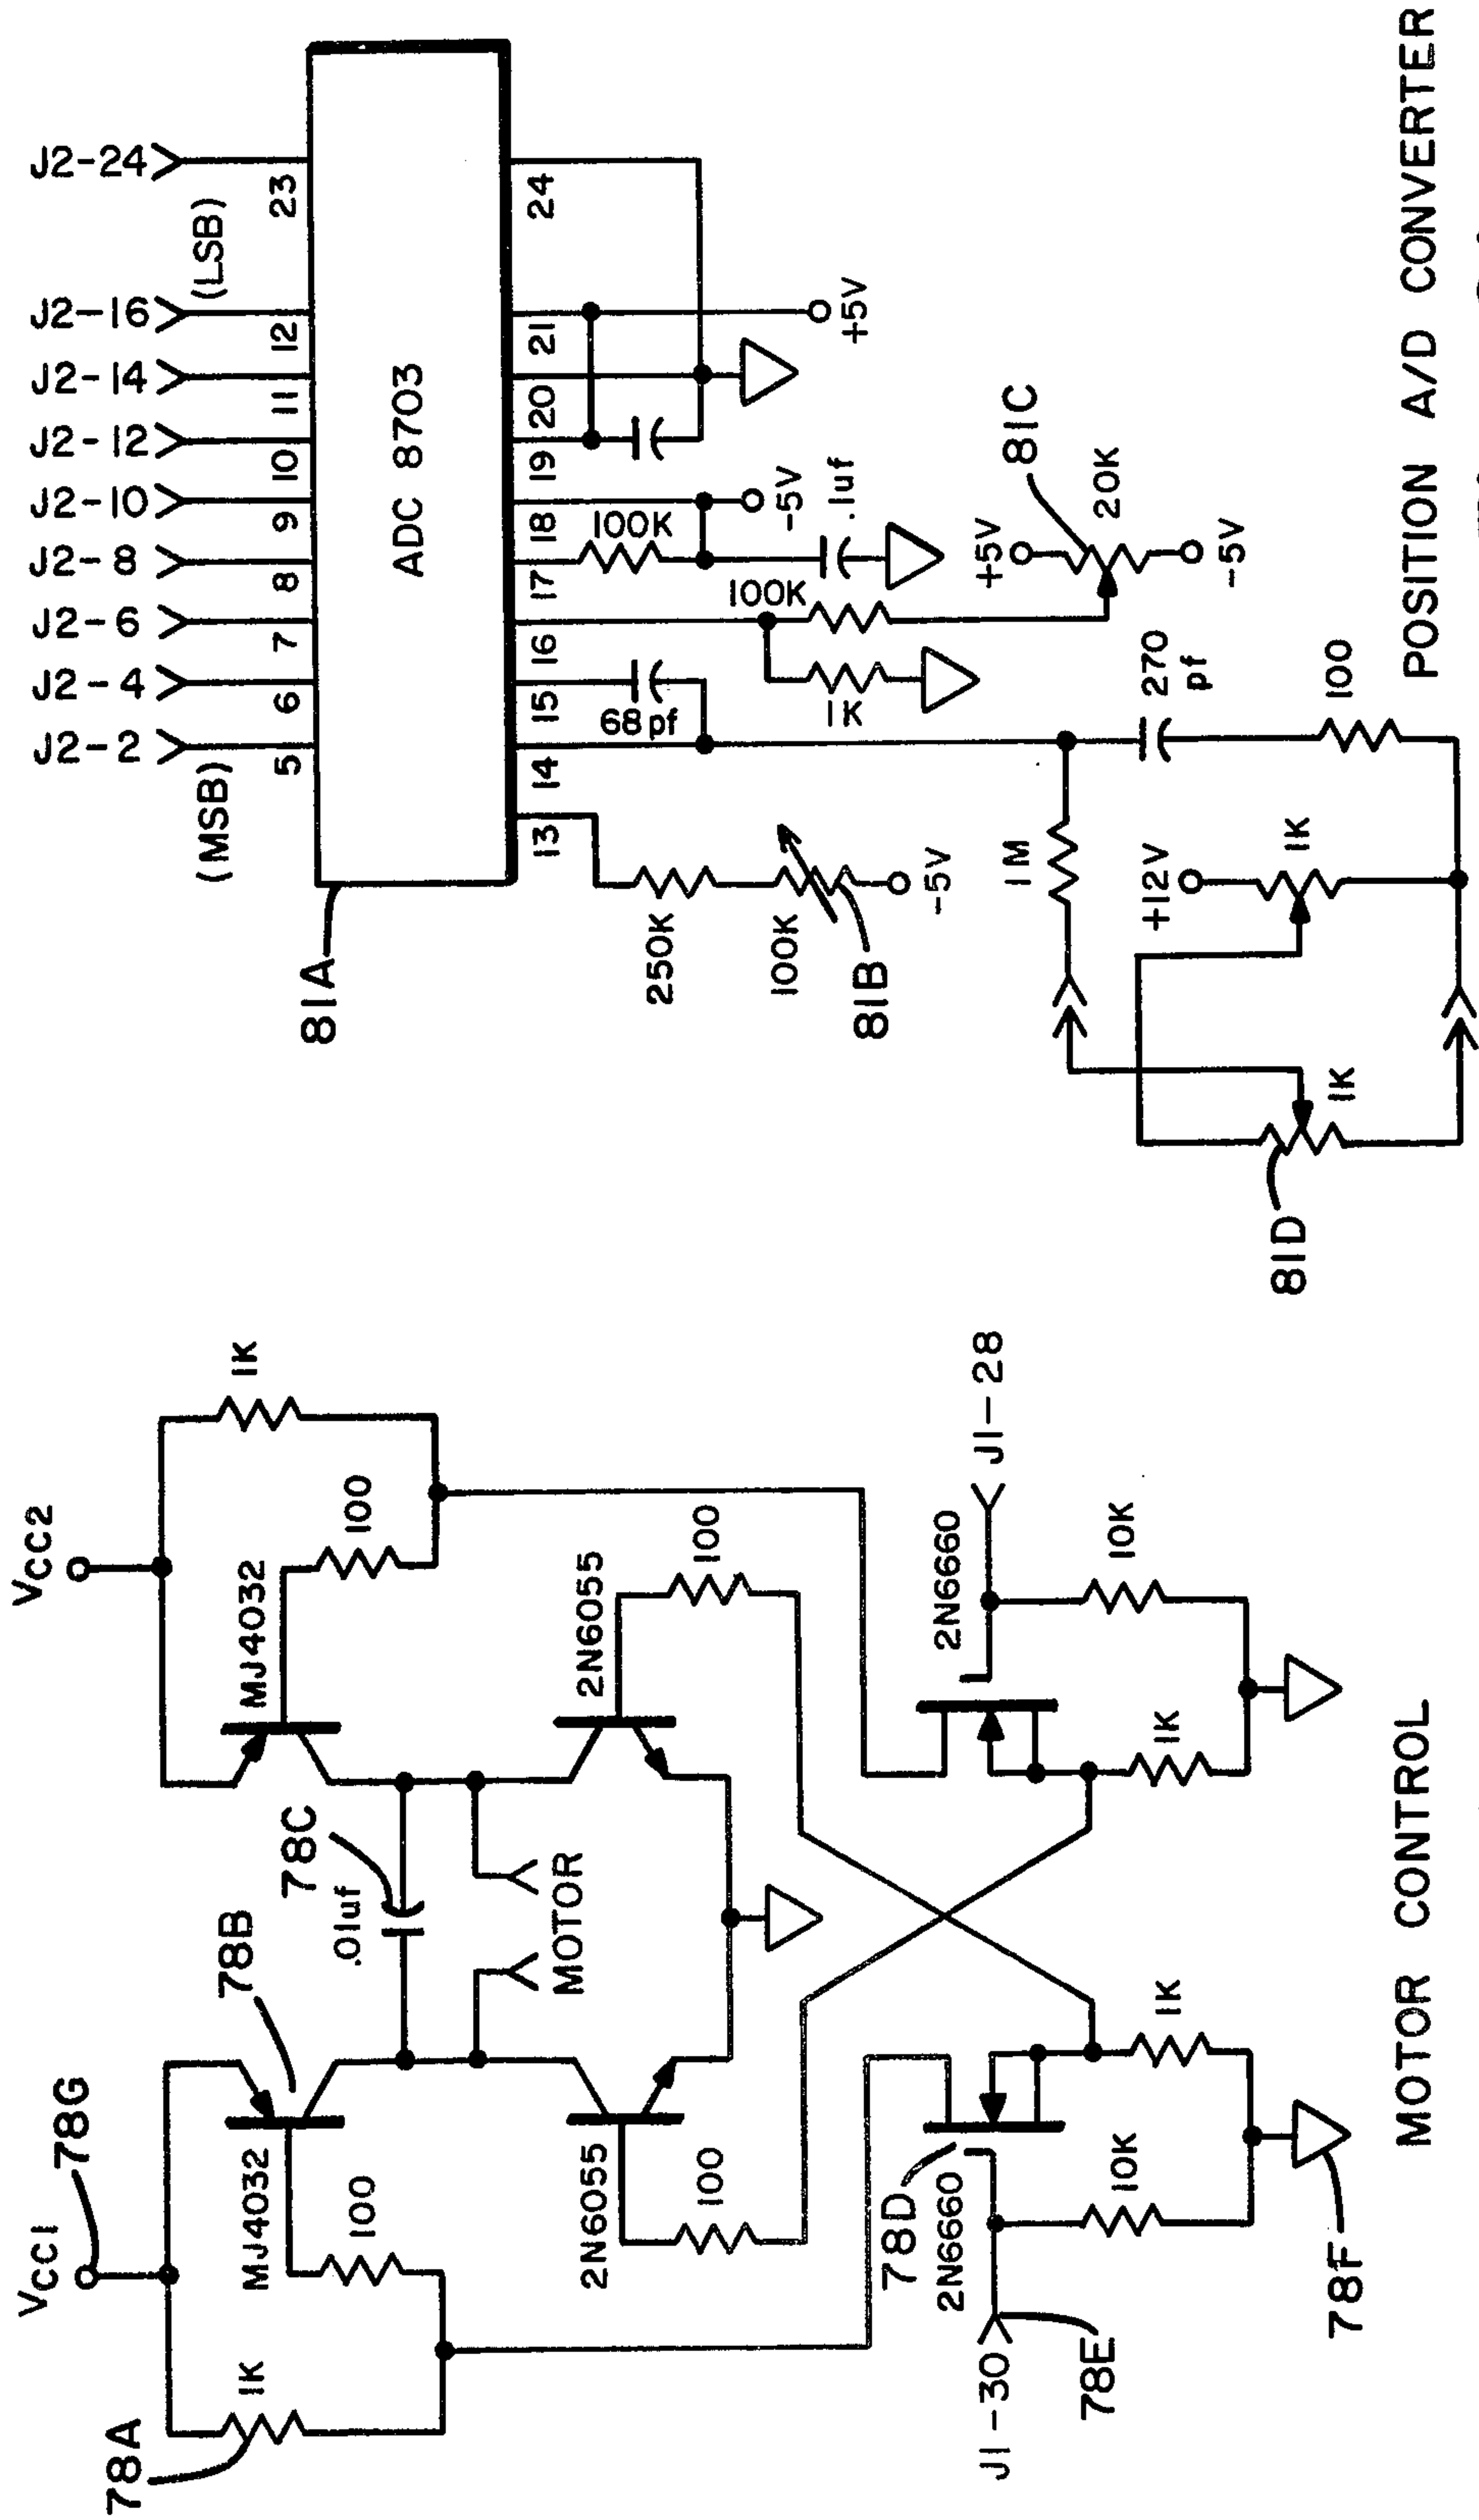 VCC1
78G
78A
1K
MJ4032
100
78B
.01uf
78C
VCC2
MJ4032
100
1K
MOTOR
2N6055
100
2N6055
100
78D
2N6660
J1-30
78E
10K
1K
78F
2N6660
J1-28
1K
10K
MOTOR CONTROL
J2-2
J2-4
J2-6
J2-8
J2-10
J2-12
J2-14
J2-16
J2-24
(MSB)
(LSB)
5
6
7
8
9
10
11
12
23
81A
ADC 8703
13
14
15
16
17
18
19
20
21
24
250K
100K
81B
-5V
68pf
1K
100K
100K
-5V
.1uf
+5V
+5V
81C
20K
-5V
1M
270
pf
100
+12V
1K
1K
81D
POSITION A/D CONVERTER